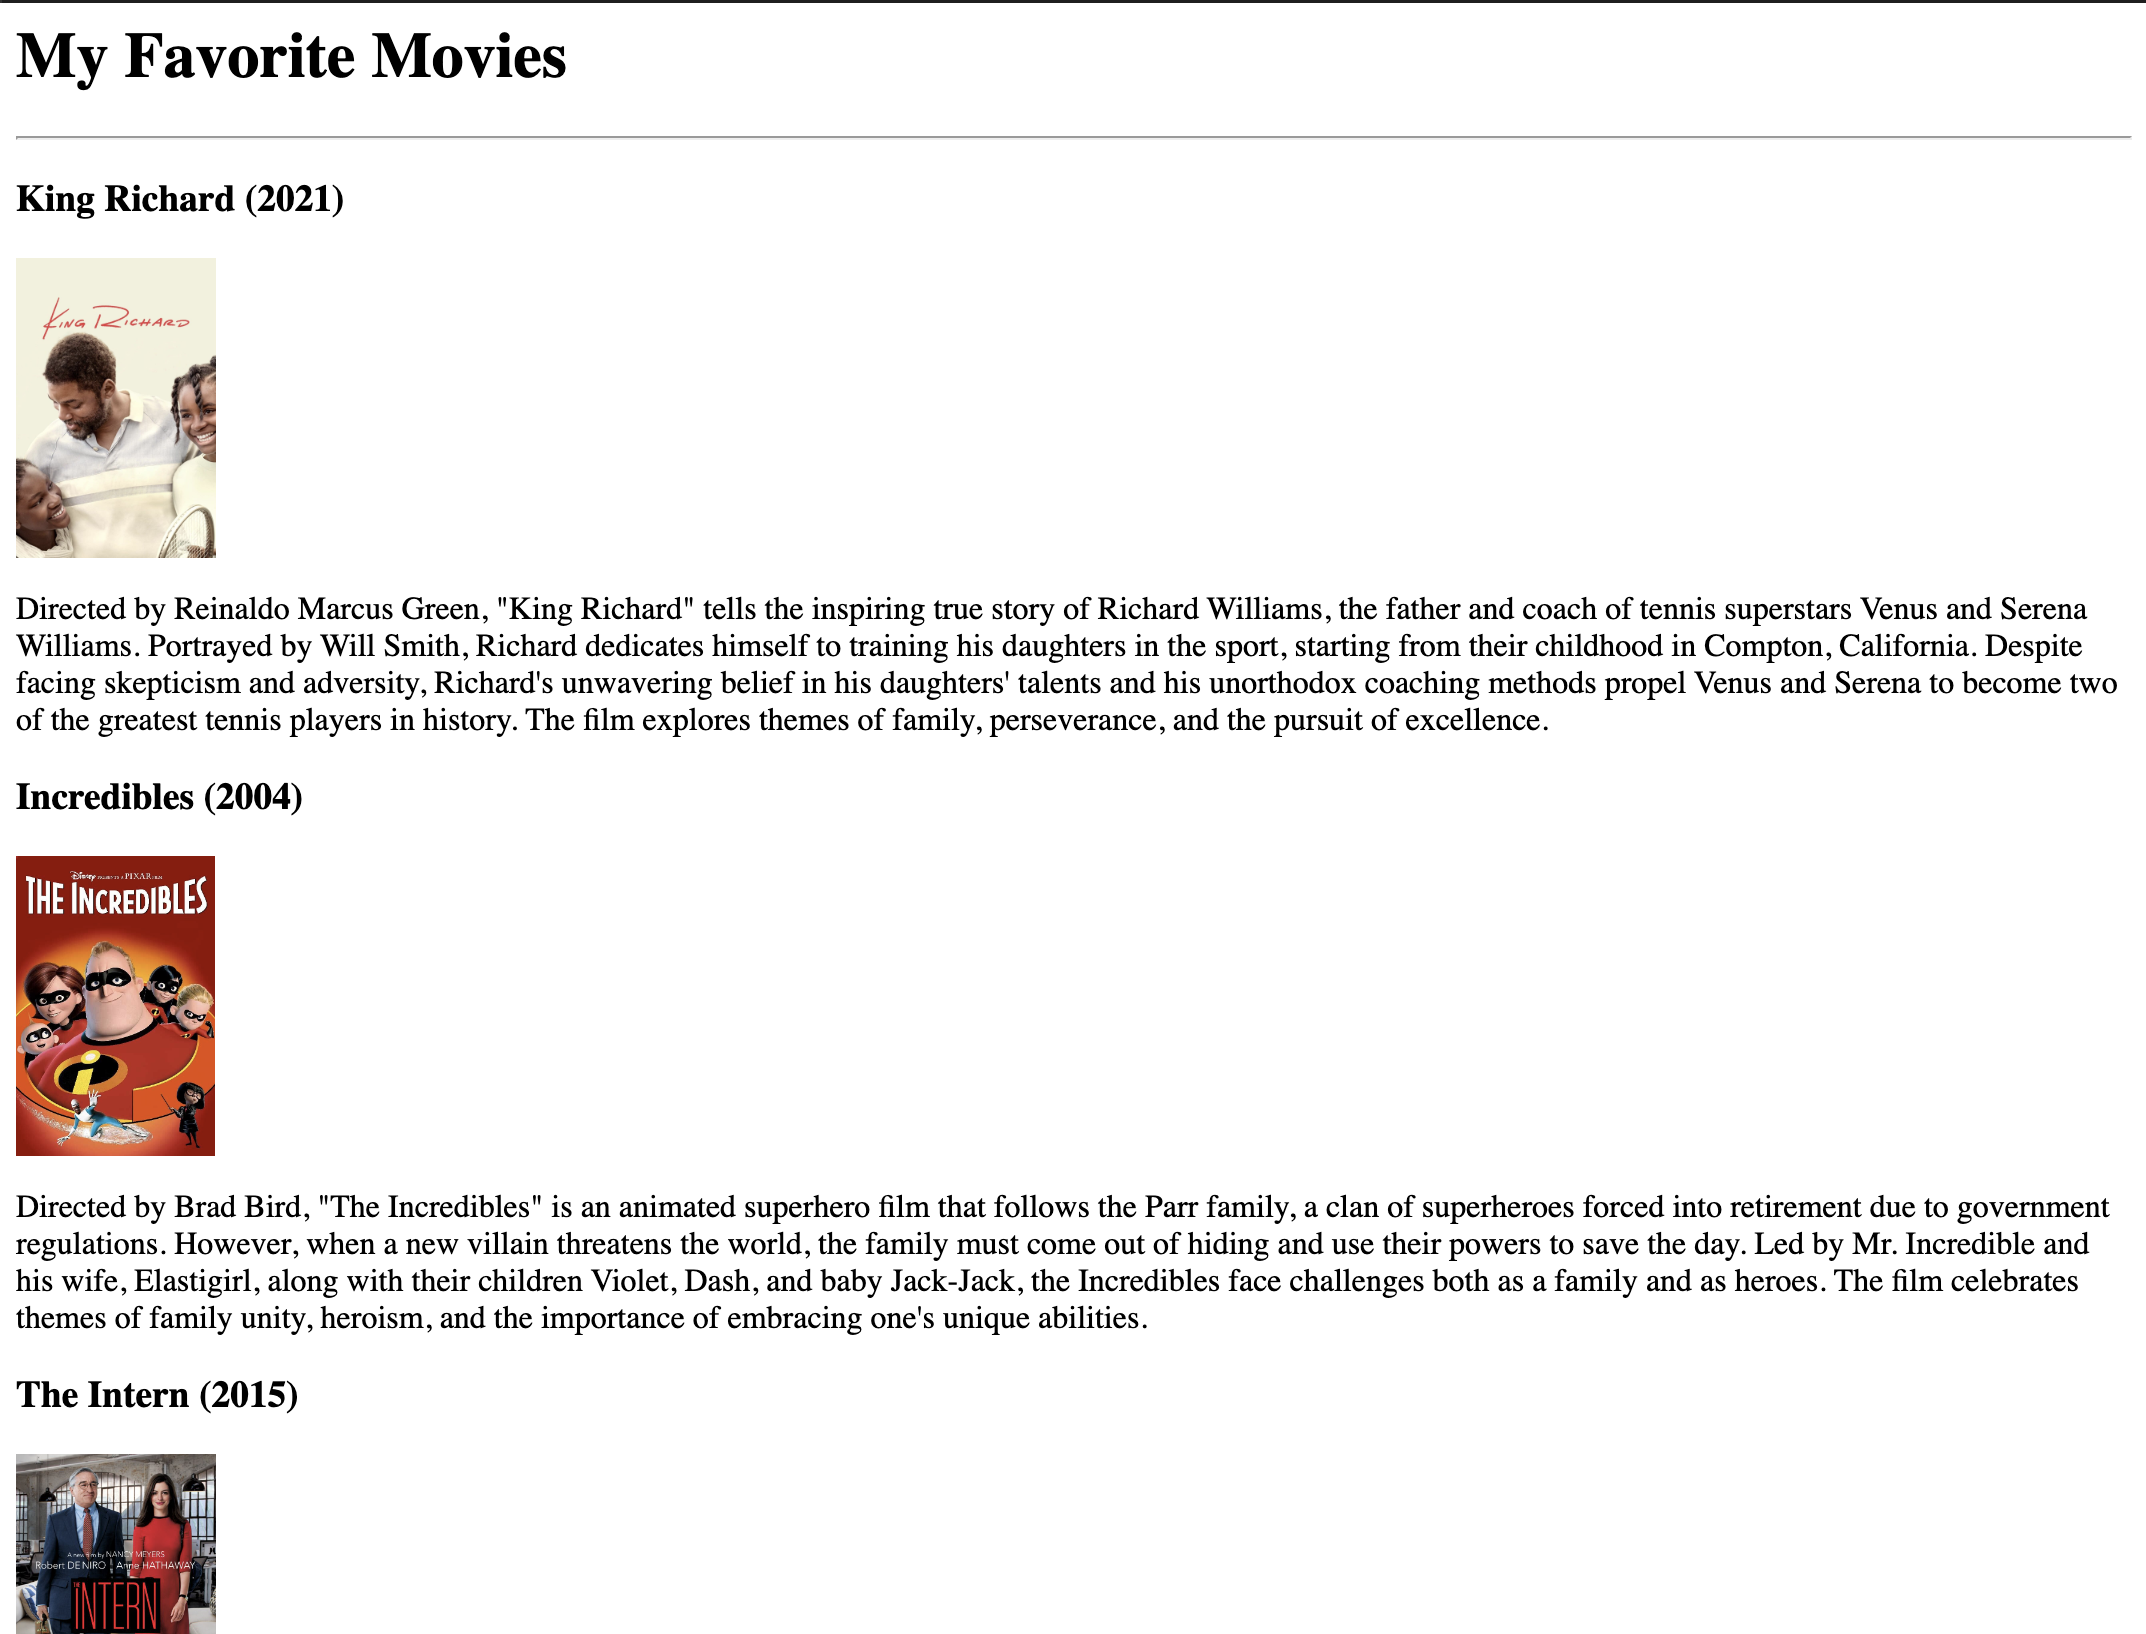 My Favorite Movies
King Richard (2021)
KING RICHARD
Directed by Reinaldo Marcus Green, "King Richard" tells the inspiring true story of Richard Williams, the father and coach of tennis superstars Venus and Serena
Williams. Portrayed by Will Smith, Richard dedicates himself to training his daughters in the sport, starting from their childhood in Compton, California. Despite
facing skepticism and adversity, Richard's unwavering belief in his daughters' talents and his unorthodox coaching methods propel Venus and Serena to become two
of the greatest tennis players in history. The film explores themes of family, perseverance, and the pursuit of excellence.
Incredibles (2004)
Disney PRESENTS A PIXAR FILM
THE INCREDIBLES
Directed by Brad Bird, "The Incredibles" is an animated superhero film that follows the Parr family, a clan of superheroes forced into retirement due to government
regulations. However, when a new villain threatens the world, the family must come out of hiding and use their powers to save the day. Led by Mr. Incredible and
his wife, Elastigirl, along with their children Violet, Dash, and baby Jack-Jack, the Incredibles face challenges both as a family and as heroes. The film celebrates
themes of family unity, heroism, and the importance of embracing one's unique abilities.
The Intern (2015)
A new film by NANCY MEYERS
Robert DE NIRO Anne HATHAWAY
THE INTERN